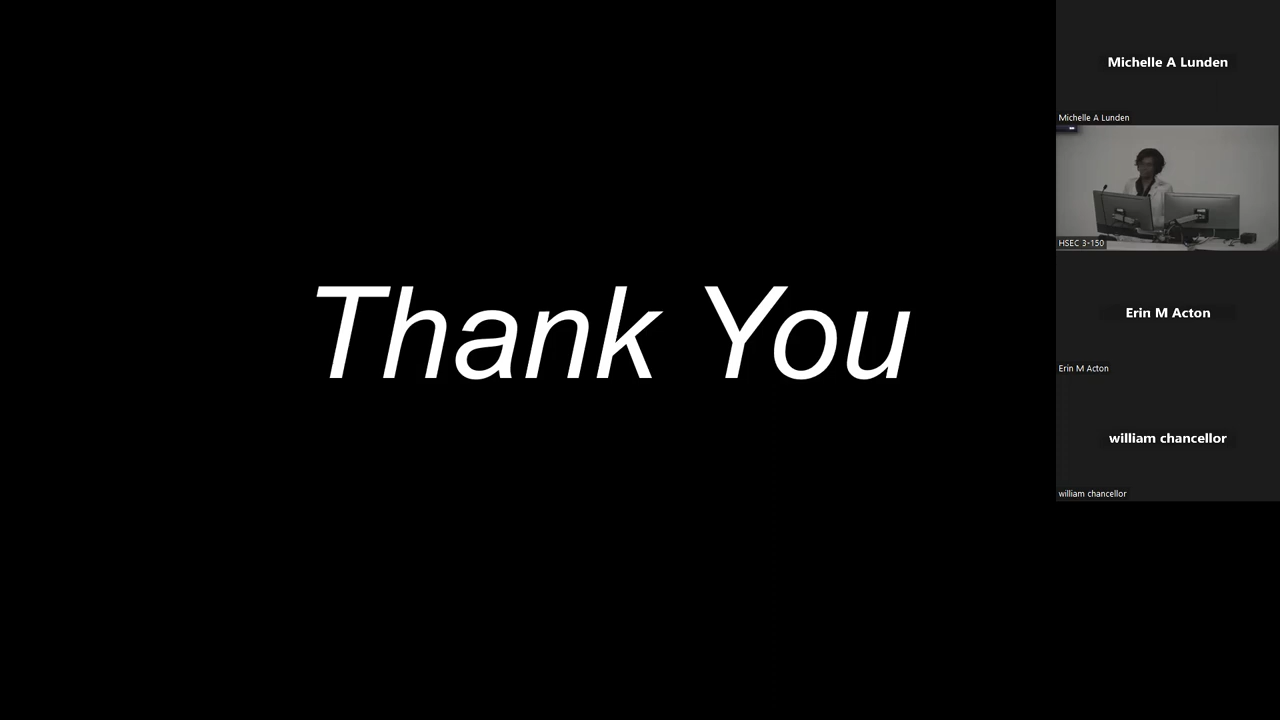 Thank You
Michelle A Lunden
Michelle A Lunden
HSEC 3-150
Erin M Acton
Erin M Acton
william chancellor
william chancellor